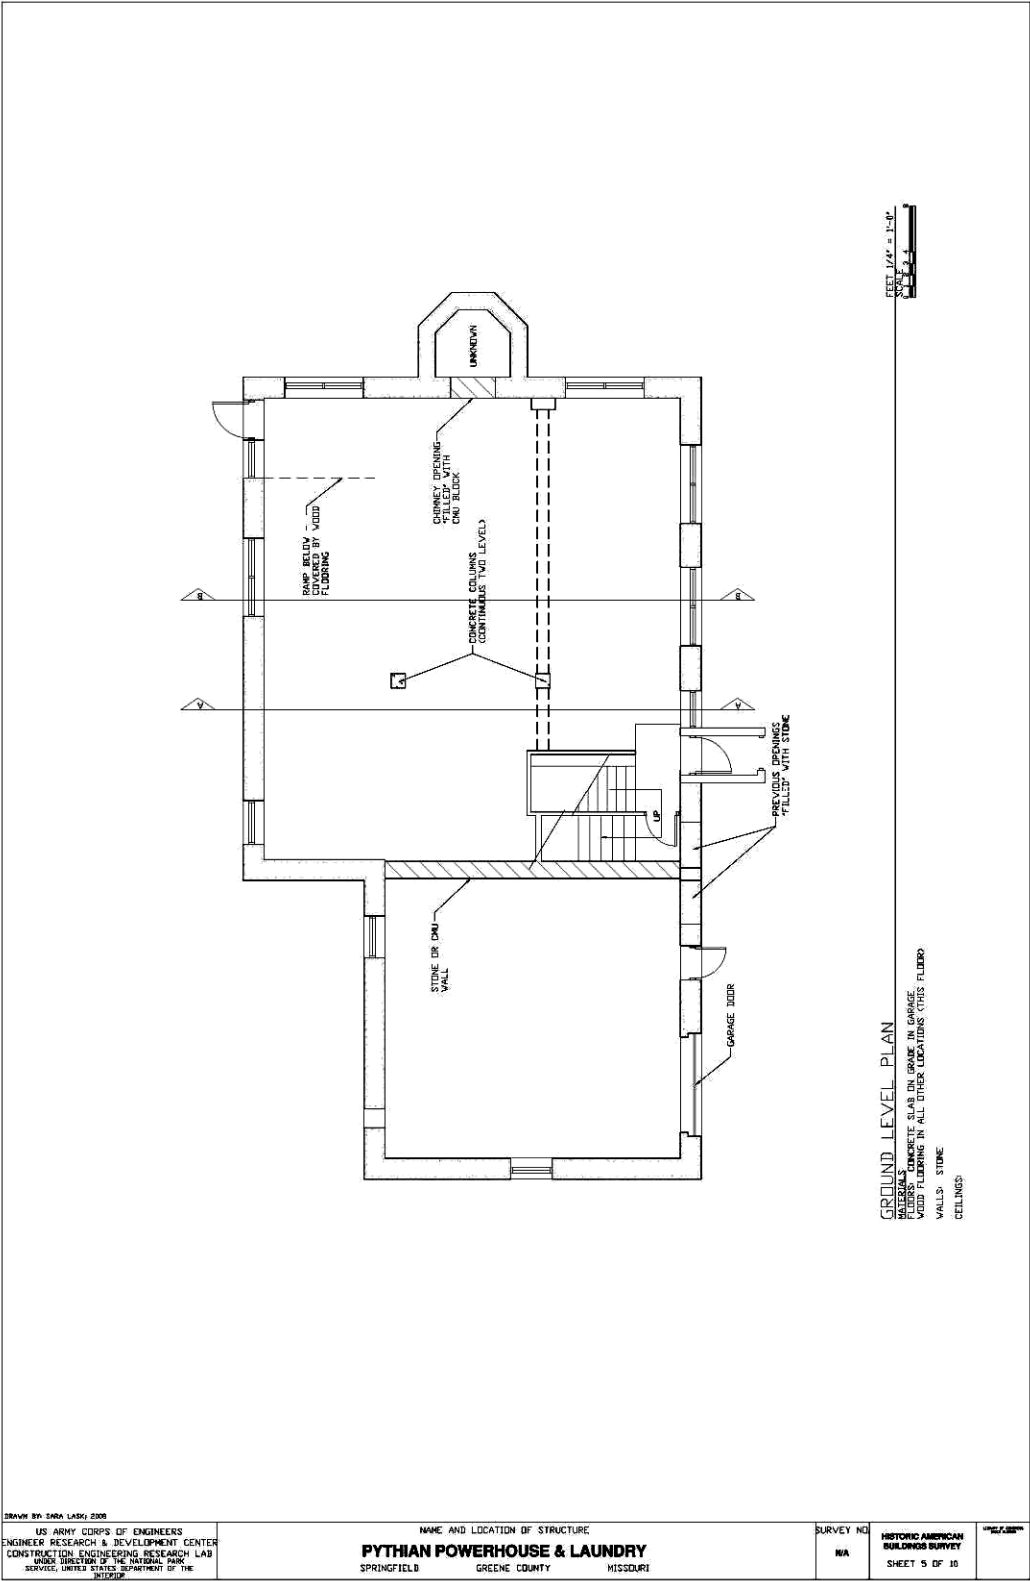 FEET 1/4" = 1'-0"
SCALE
0 2 3 4 8
UNKNOWN
CHIMNEY OPENING
"FILLED" WITH
CMU BLOCK
RAMP BELOW -
COVERED BY WOOD
FLOORING
CONCRETE COLUMNS
(CONTINUOUS TWO LEVEL)
B
B
A
A
PREVIOUS OPENINGS
"FILLED" WITH STONE
UP
STONE OR CMU
WALL
GARAGE DOOR
GROUND LEVEL PLAN
MATERIALS
FLOORS: CONCRETE SLAB ON GRADE IN GARAGE
WOOD FLOORING IN ALL OTHER LOCATIONS (THIS FLOOR)
WALLS: STONE
CEILINGS:
DRAWN BY: SARA LASK, 2008
US ARMY CORPS OF ENGINEERS
ENGINEER RESEARCH & DEVELOPMENT CENTER
CONSTRUCTION ENGINEERING RESEARCH LAB
UNDER DIRECTION OF THE NATIONAL PARK
SERVICE, UNITED STATES DEPARTMENT OF THE
INTERIOR
NAME AND LOCATION OF STRUCTURE
PYTHIAN POWERHOUSE & LAUNDRY
SPRINGFIELD GREENE COUNTY MISSOURI
SURVEY NO.
N/A
HISTORIC AMERICAN
BUILDINGS SURVEY
SHEET 5 OF 10